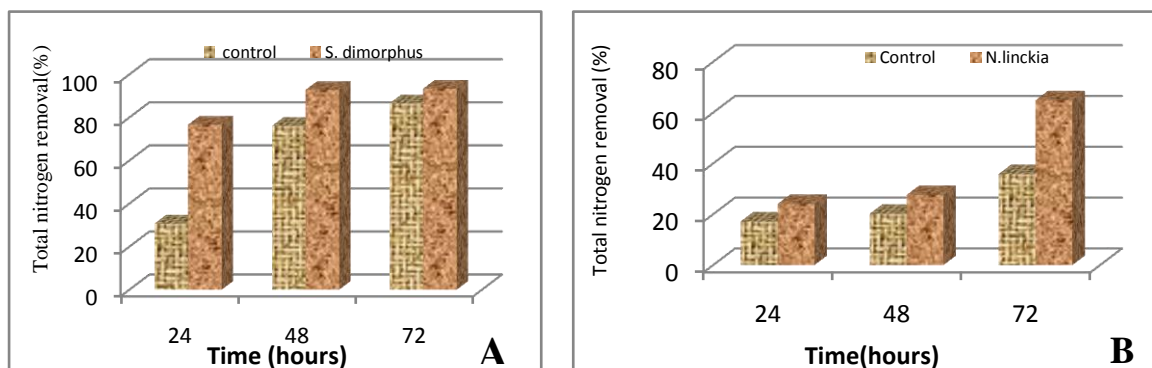 control S. dimorphus
Total nitrogen removal(%)
100
80
60
40
20
0
24 48 72
Time (hours)
A
Control N.linckia
Total nitrogen removal (%)
80
60
40
20
0
24 48 72
Time(hours)
B